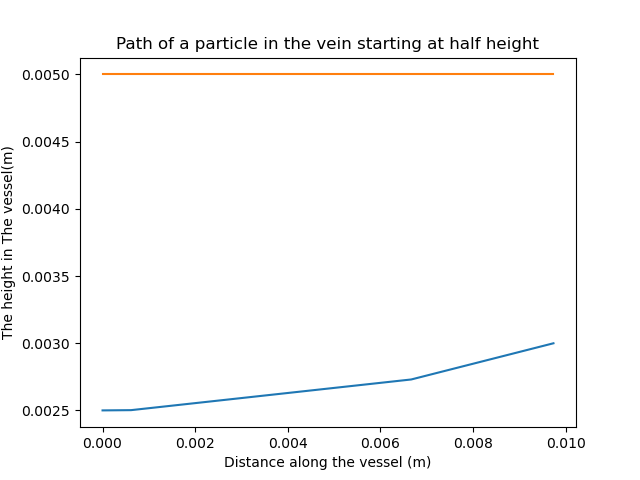 Path of a particle in the vein starting at half height
0.0050
0.0045
0.0040
0.0035
0.0030
0.0025
The height in The vessel(m)
0.000 0.002 0.004 0.006 0.008 0.010
Distance along the vessel (m)